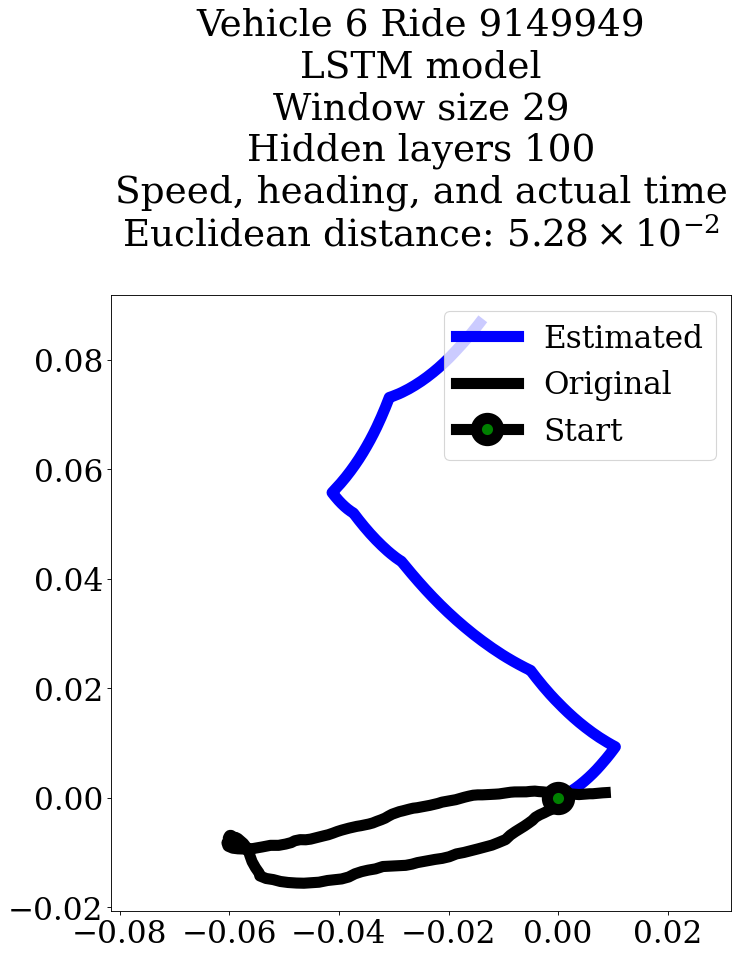 Vehicle 6 Ride 9149949
LSTM model
Window size 29
Hidden layers 100
Speed, heading, and actual time
Euclidean distance: 5.28 × 10⁻²
Estimated
Original
Start
0.08
0.06
0.04
0.02
0.00
−0.02
−0.08 −0.06 −0.04 −0.02 0.00 0.02